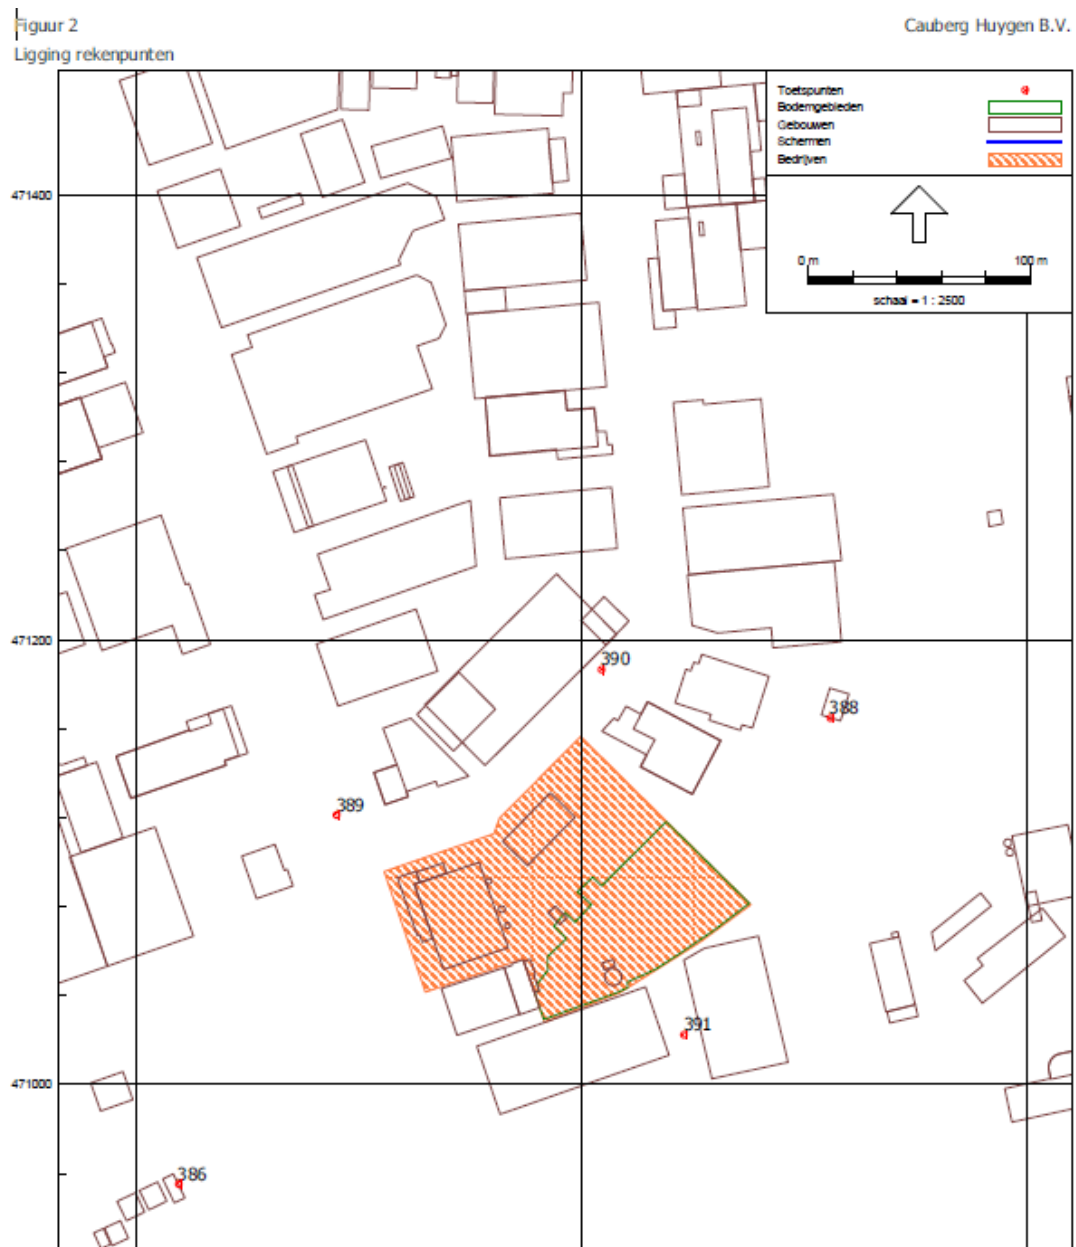 Figuur 2
Cauberg Huygen B.V.
Ligging rekenpunten
Toetspunten
Bodemgebieden
Gebouwen
Schermen
Bedrijven
471400
0 m
100 m
schaal = 1 : 2500
471200
390
388
389
391
471000
386